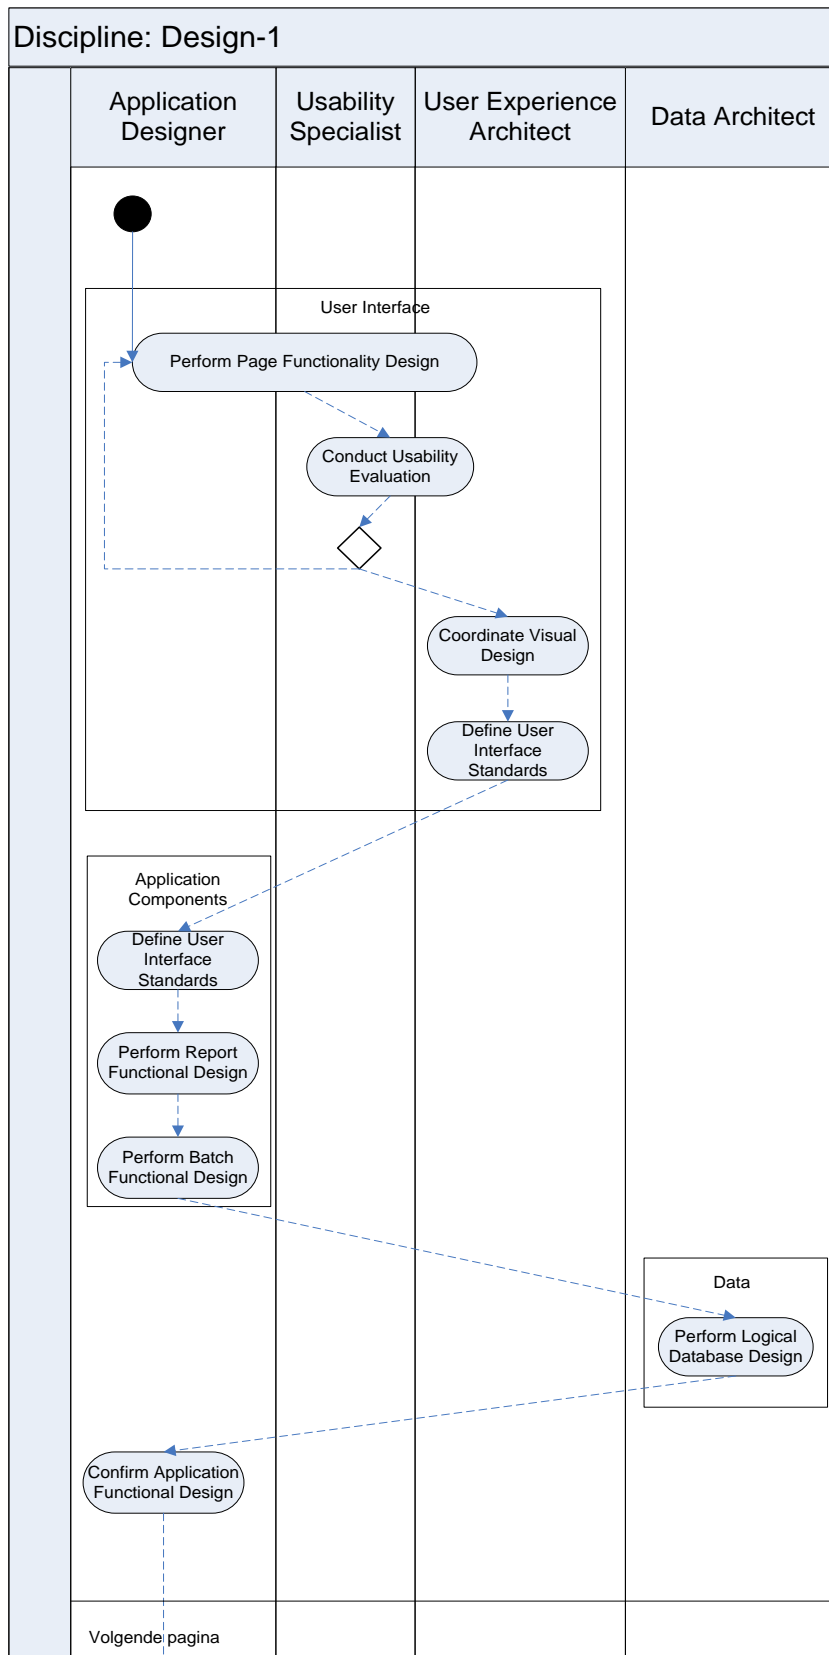 Discipline: Design-1
Application
Designer
Usability
Specialist
User Experience
Architect
Data Architect
User Interface
Perform Page Functionality Design
Conduct Usability
Evaluation
Coordinate Visual
Design
Define User
Interface
Standards
Application
Components
Define User
Interface
Standards
Perform Report
Functional Design
Perform Batch
Functional Design
Data
Perform Logical
Database Design
Confirm Application
Functional Design
Volgende pagina